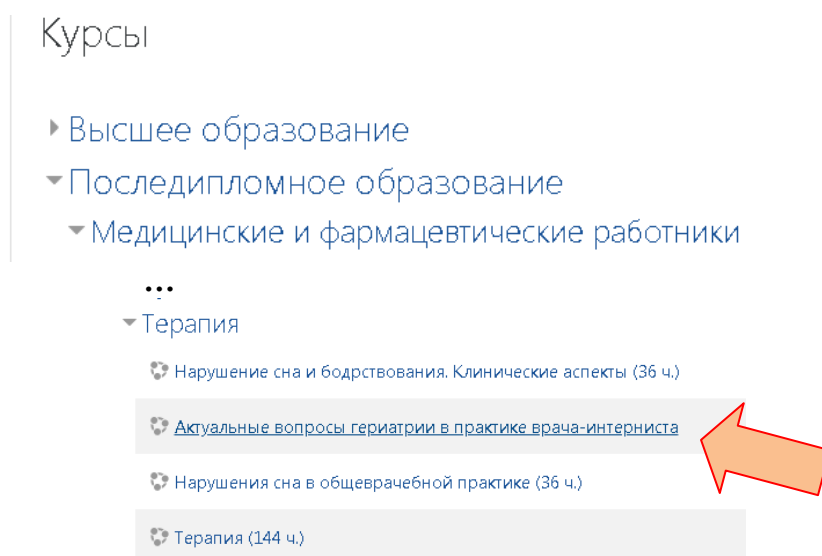 Курсы
Высшее образование
Последипломное образование
Медицинские и фармацевтические работники
...
Терапия
Нарушение сна и бодрствования. Клинические аспекты (36 ч.)
Актуальные вопросы гериатрии в практике врача-интерниста
Нарушения сна в общеврачебной практике (36 ч.)
Терапия (144 ч.)